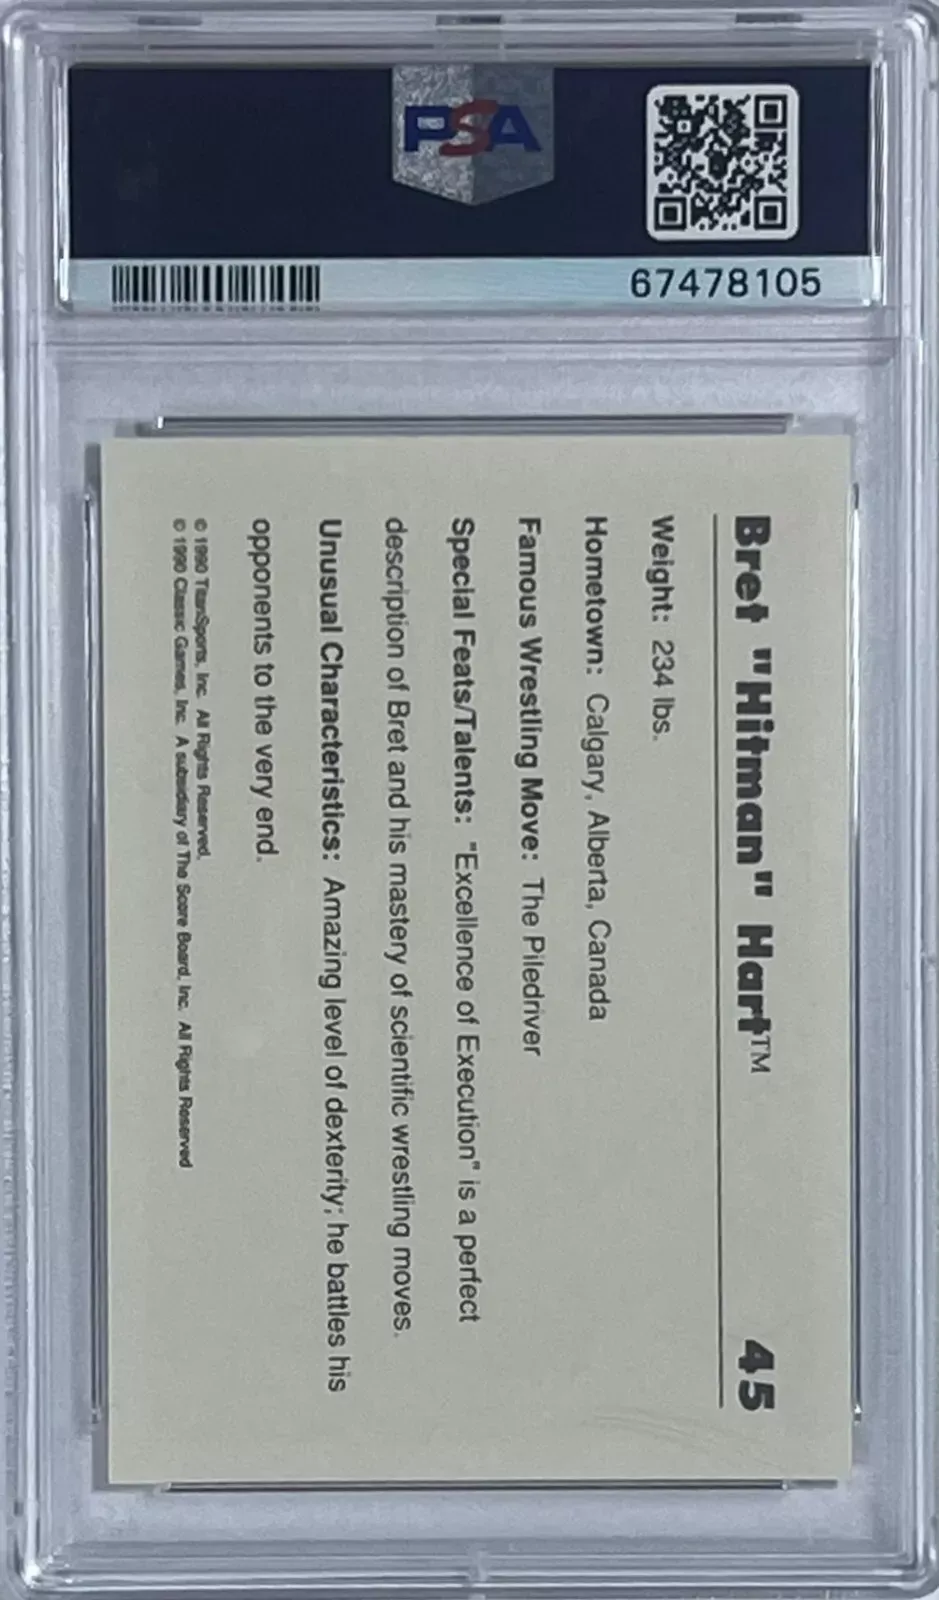 PSA
67478105
Bret "Hitman" Hart™ 45
Weight: 234 lbs.
Hometown: Calgary, Alberta, Canada
Famous Wrestling Move: The Piledriver
Special Feats/Talents: "Excellence of Execution" is a perfect
description of Bret and his mastery of scientific wrestling moves.
Unusual Characteristics: Amazing level of dexterity; he battles his
opponents to the very end.
© 1990 TitanSports, Inc. All Rights Reserved.
© 1990 Classic Games, Inc. A subsidiary of The Score Board, Inc. All Rights Reserved